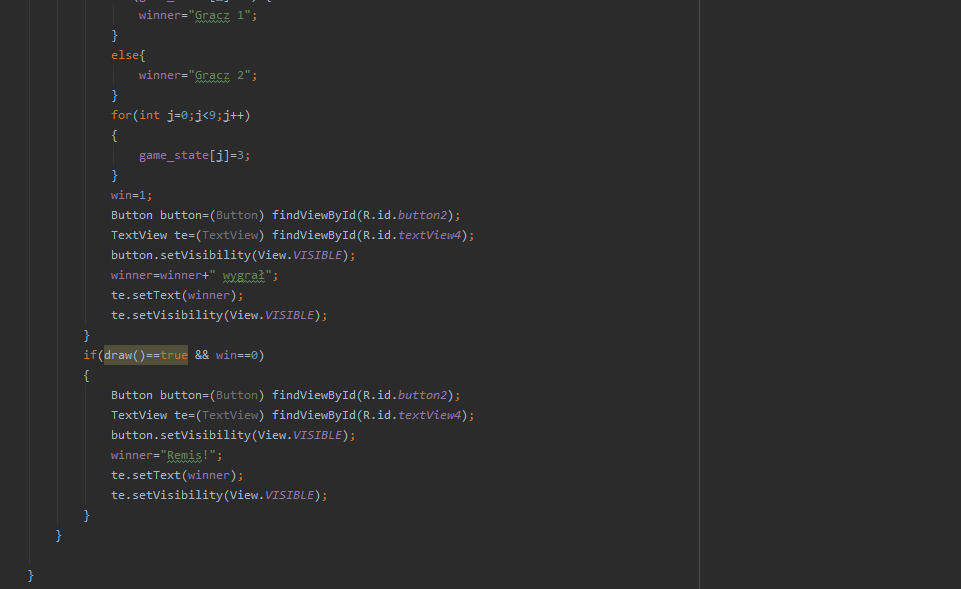 winner="Gracz 1";
}
else{
winner="Gracz 2";
}
for(int j=0;j<9;j++)
{
game_state[j]=3;
}
win=1;
Button button=(Button) findViewById(R.id.button2);
TextView te=(TextView) findViewById(R.id.textView4);
button.setVisibility(View.VISIBLE);
winner=winner+" wygrał";
te.setText(winner);
te.setVisibility(View.VISIBLE);
}
if(draw()==true && win==0)
{
Button button=(Button) findViewById(R.id.button2);
TextView te=(TextView) findViewById(R.id.textView4);
button.setVisibility(View.VISIBLE);
winner="Remis!";
te.setText(winner);
te.setVisibility(View.VISIBLE);
}
}
}